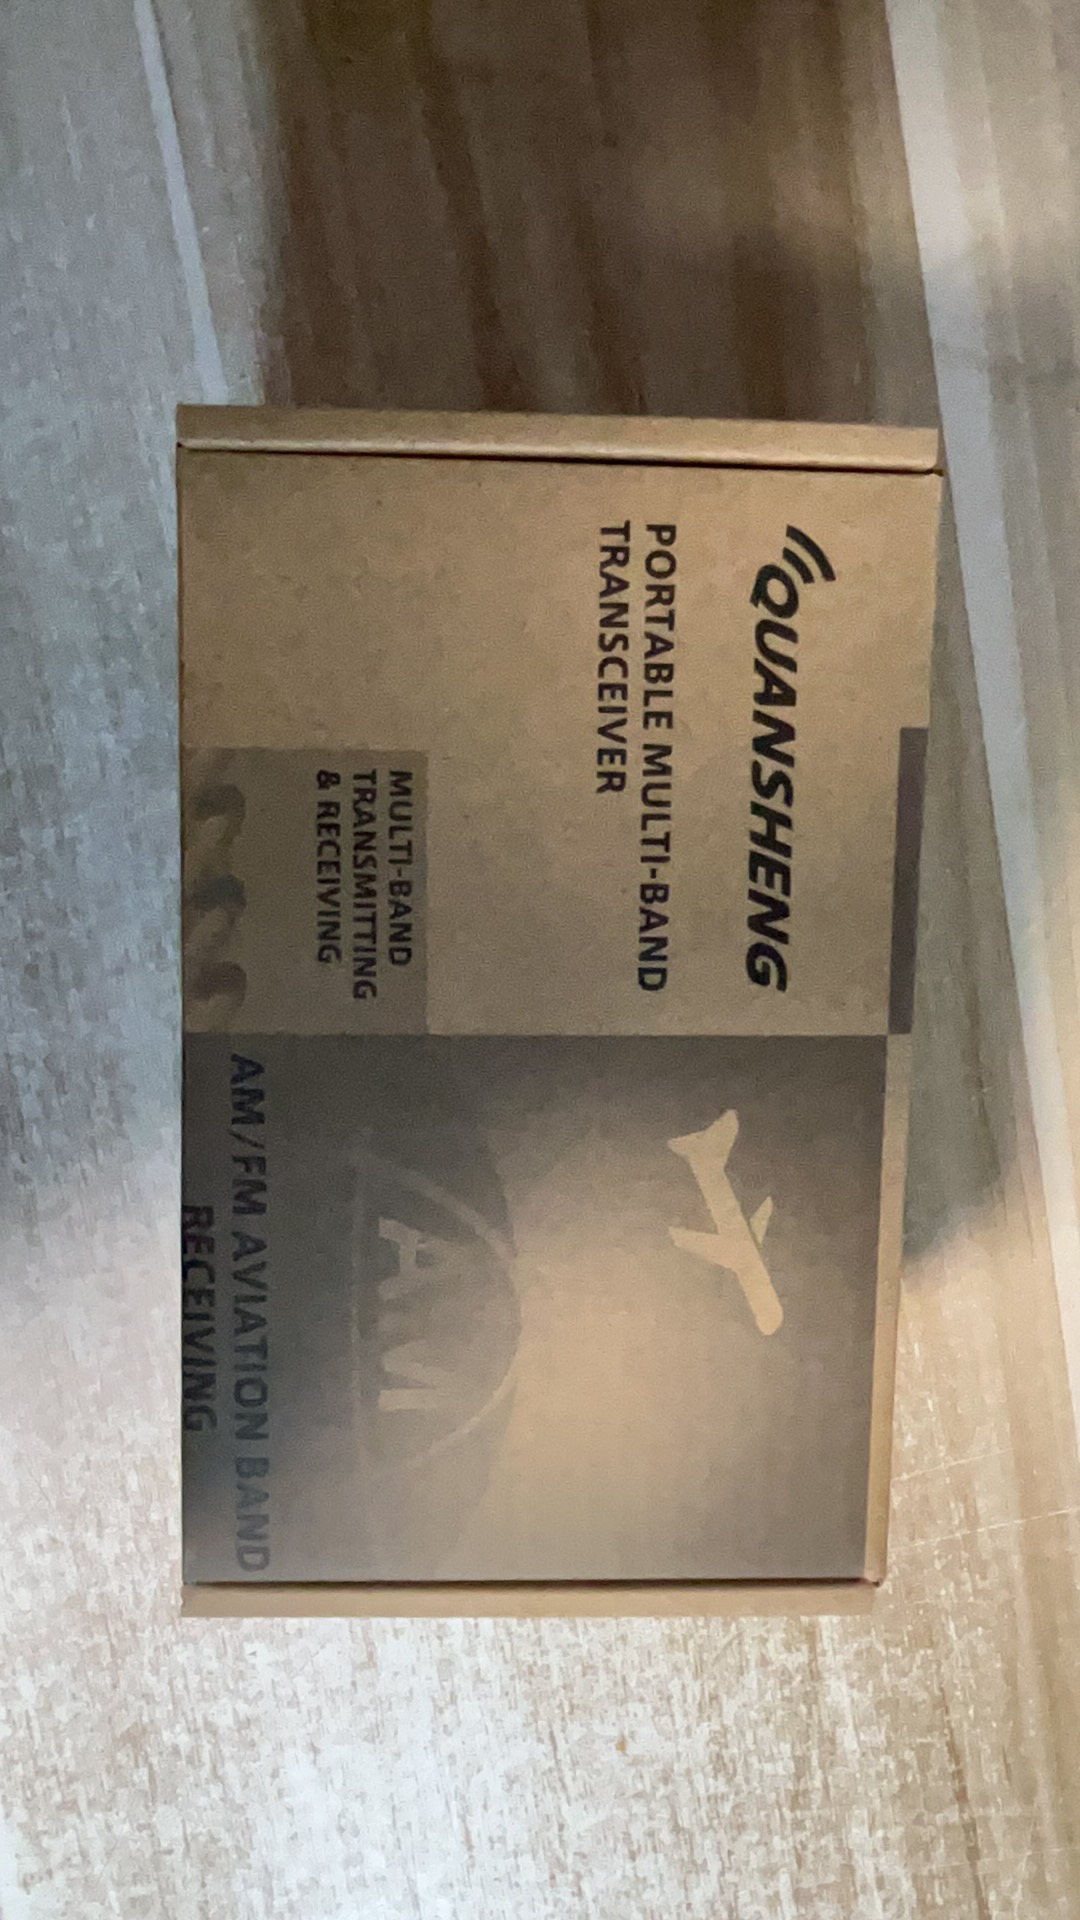 QUANSHENG
PORTABLE MULTI-BAND
TRANSCEIVER
MULTI-BAND
TRANSMITTING
& RECEIVING
AM
AM/FM AVIATION BAND
RECEIVING